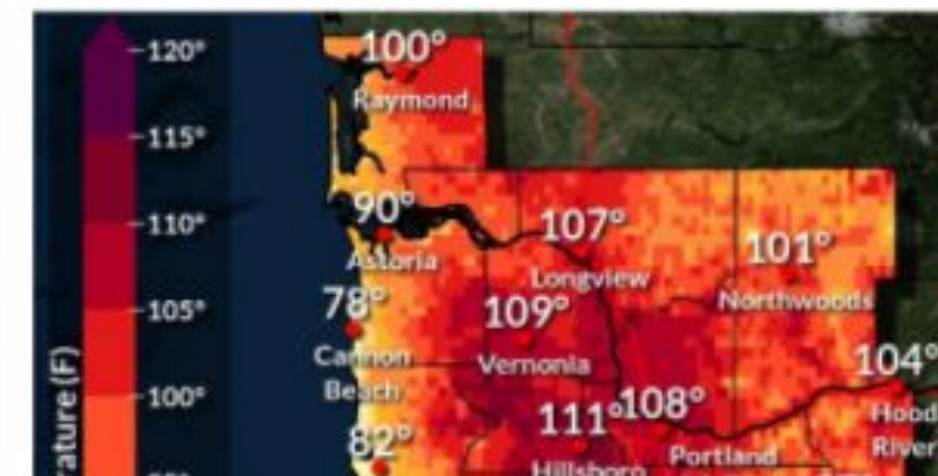 120°
115°
110°
105°
100°
ature (F)
100°
Raymond
90°
Astoria
107°
Longview
101°
Northwoods
78°
Cannon
Beach
109°
Vernonia
104°
Hood
River
111°
Hillsboro
108°
Portland
82°